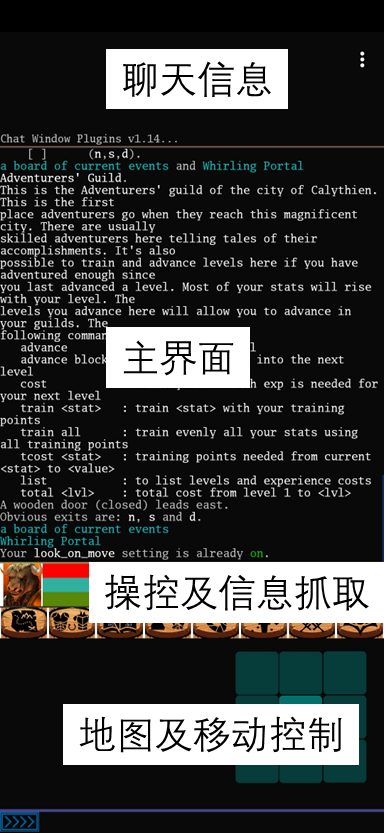 聊天信息
Chat Window Plugins v1.14...
[ ] (n,s,d).
a board of current events and Whirling Portal
Adventurers' Guild.
This is the Adventurers' guild of the city of Calythien.
This is the first
place adventurers go when they reach this magnificent
city. There are usually
skilled adventurers here telling tales of their
accomplishments. It's also
possible to train and advance levels here if you have
adventured enough since
you last advanced a level. Most of your stats will rise
with your level. The
levels you advance here will allow you to advance in
your guilds. The
following comman
advance l
主界面
advance block into the next
level
cost h exp is needed for
your next level
train <stat> : train <stat> with your training
points
train all : train evenly all your stats using
all training points
tcost <stat> : training points needed from current
<stat> to <value>
list : to list levels and experience costs
total <lvl> : total cost from level 1 to <lvl>
A wooden door (closed) leads east.
Obvious exits are: n, s and d.
a board of current events
Whirling Portal
Your look_on_move setting is already on.
操控及信息抓取
地图及移动控制
>>>>